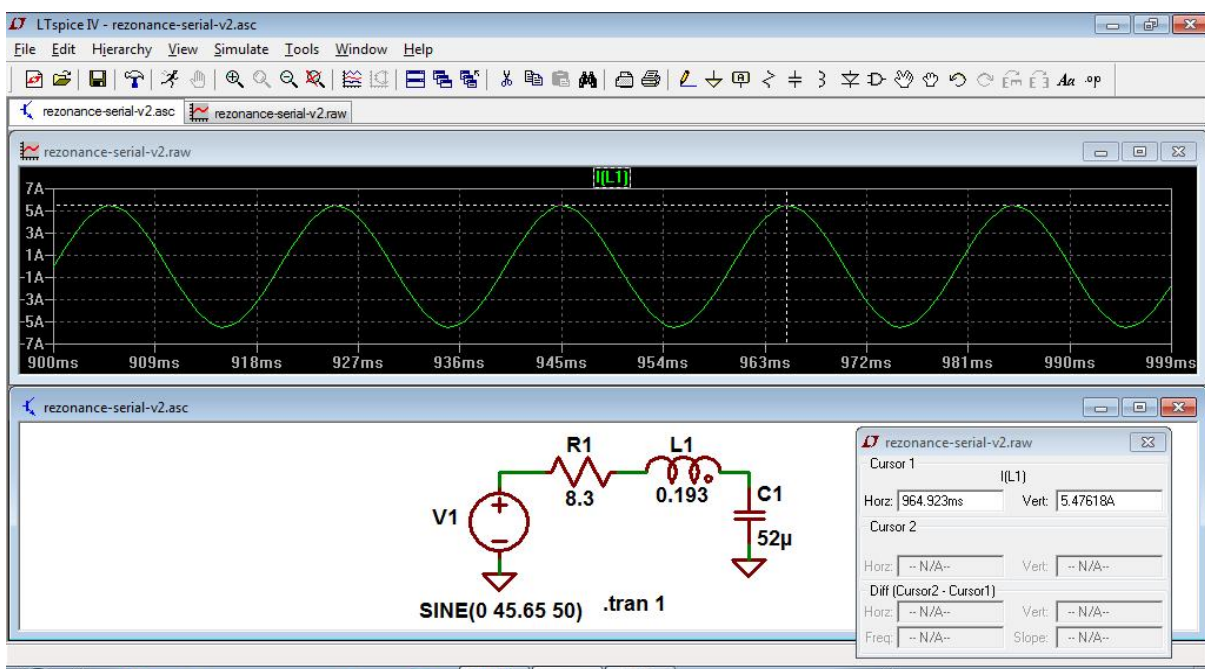 LTspice IV - rezonance-serial-v2.asc
File Edit Hierarchy View Simulate Tools Window Help
Aa .op
rezonance-serial-v2.asc rezonance-serial-v2.raw
rezonance-serial-v2.raw
I(L1)
7A
5A
3A
1A
-1A
-3A
-5A
-7A
900ms 909ms 918ms 927ms 936ms 945ms 954ms 963ms 972ms 981ms 990ms 999ms
rezonance-serial-v2.asc
R1 L1
8.3 0.193 C1
V1
52µ
SINE(0 45.65 50) .tran 1
rezonance-serial-v2.raw
Cursor 1
I(L1)
Horz: 964.923ms Vert: 5.47618A
Cursor 2
Horz: -- N/A-- Vert: -- N/A--
Diff (Cursor2 - Cursor1)
Horz: -- N/A-- Vert: -- N/A--
Freq: -- N/A-- Slope: -- N/A--